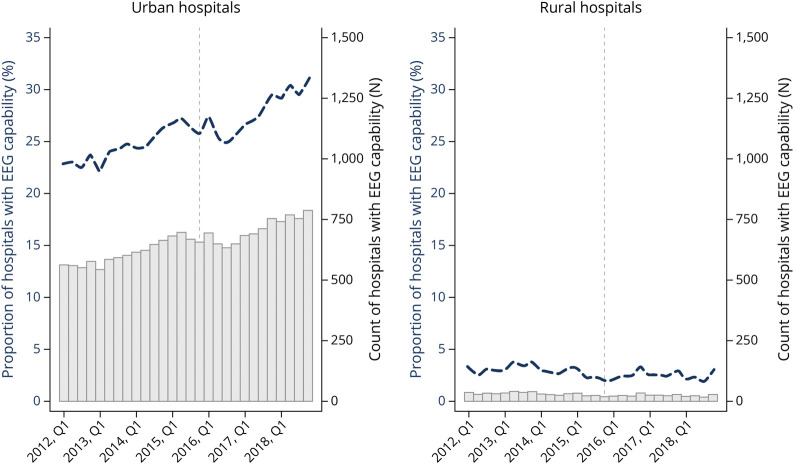 Urban hospitals
Proportion of hospitals with EEG capability (%)
35
30
25
20
15
10
5
0
1,500
1,250
1,000
750
500
250
0
Count of hospitals with EEG capability (N)
2012, Q1
2013, Q1
2014, Q1
2015, Q1
2016, Q1
2017, Q1
2018, Q1
Rural hospitals
Proportion of hospitals with EEG capability (%)
35
30
25
20
15
10
5
0
1,500
1,250
1,000
750
500
250
0
Count of hospitals with EEG capability (N)
2012, Q1
2013, Q1
2014, Q1
2015, Q1
2016, Q1
2017, Q1
2018, Q1